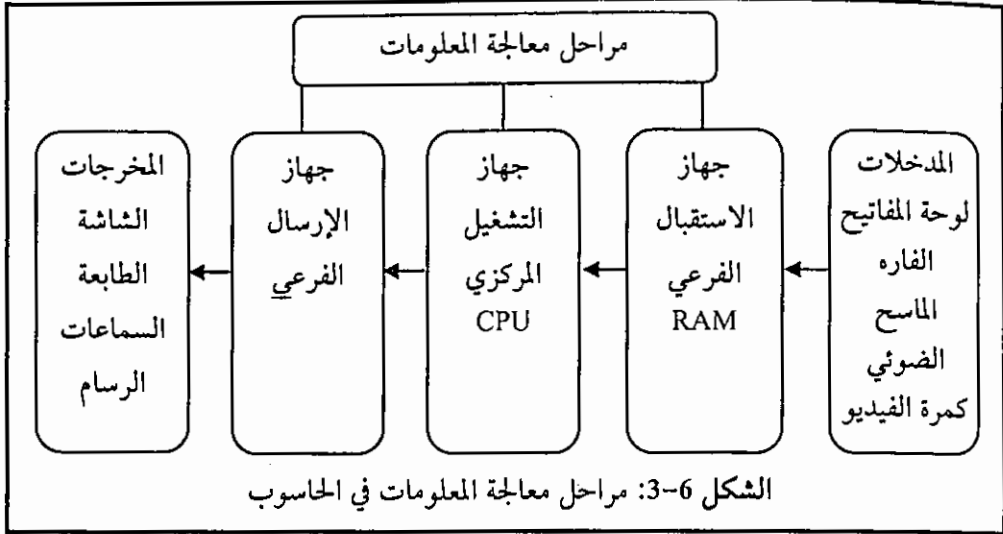 مراحل معالجة المعلومات
المدخلات
لوحة المفاتيح
الفاره
الماسح
الضوئي
كمرة الفيديو
جهاز
الاستقبال
الفرعي
RAM
جهاز
التشغيل
المركزي
CPU
جهاز
الإرسال
الفرعي
المخرجات
الشاشة
الطابعة
السماعات
الرسام
الشكل 6-3: مراحل معالجة المعلومات في الحاسوب